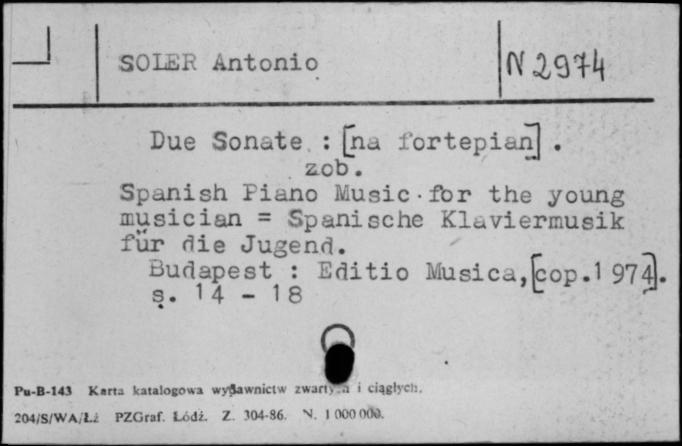 SOLER Antonio
N 2974
Due Sonate : [na fortepian] .
zob.
Spanish Piano Music for the young
musician = Spanische Klaviermusik
für die Jugend.
Budapest : Editio Musica,[cop.1974].
s. 14 - 18
Pu-B-143 Karta katalogowa wydawnictw zwartych i ciągłych.
204/S/WA/Łż PZGraf. Łódź. Z. 304-86. N. 1 000 000.